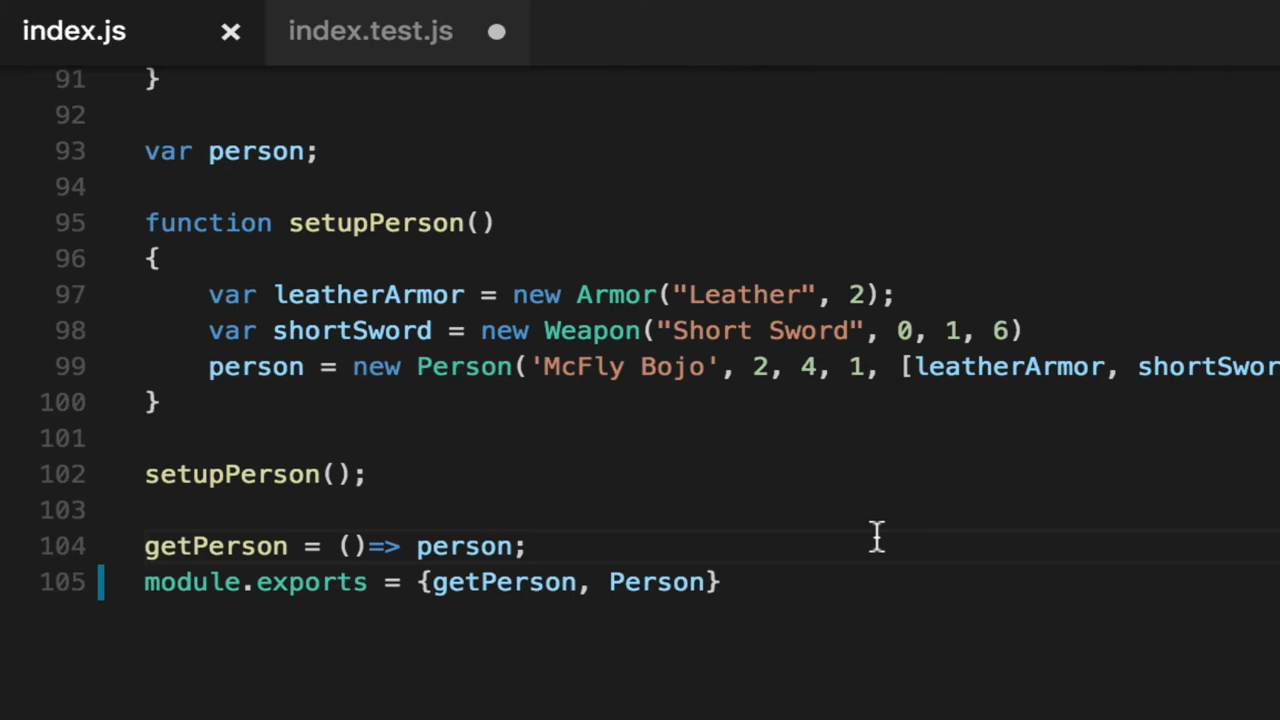 index.js × index.test.js ●
91 }
92
93 var person;
94
95 function setupPerson()
96 {
97     var leatherArmor = new Armor("Leather", 2);
98     var shortSword = new Weapon("Short Sword", 0, 1, 6)
99     person = new Person('McFly Bojo', 2, 4, 1, [leatherArmor, shortSwor
100 }
101
102 setupPerson();
103
104 getPerson = ()=> person;
105 module.exports = {getPerson, Person}